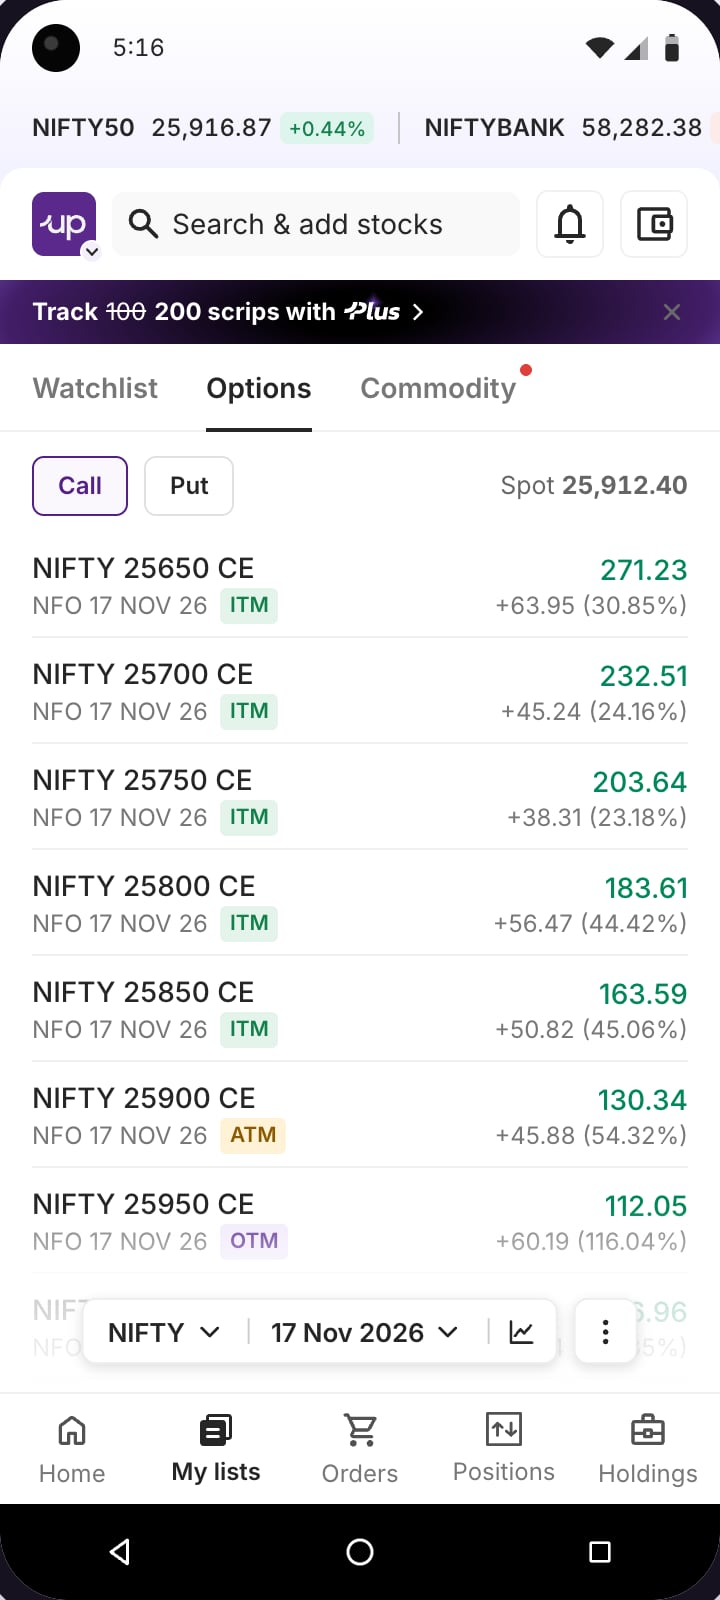 5:16
NIFTY50 25,916.87 +0.44% NIFTYBANK 58,282.38
up Search & add stocks
Track 100 200 scrips with Plus
Watchlist Options Commodity
Call Put Spot 25,912.40
NIFTY 25650 CE 271.23
NFO 17 NOV 26 ITM +63.95 (30.85%)
NIFTY 25700 CE 232.51
NFO 17 NOV 26 ITM +45.24 (24.16%)
NIFTY 25750 CE 203.64
NFO 17 NOV 26 ITM +38.31 (23.18%)
NIFTY 25800 CE 183.61
NFO 17 NOV 26 ITM +56.47 (44.42%)
NIFTY 25850 CE 163.59
NFO 17 NOV 26 ITM +50.82 (45.06%)
NIFTY 25900 CE 130.34
NFO 17 NOV 26 ATM +45.88 (54.32%)
NIFTY 25950 CE 112.05
NFO 17 NOV 26 OTM +60.19 (116.04%)
NIFTY 17 Nov 2026
NFO
Home My lists Orders Positions Holdings